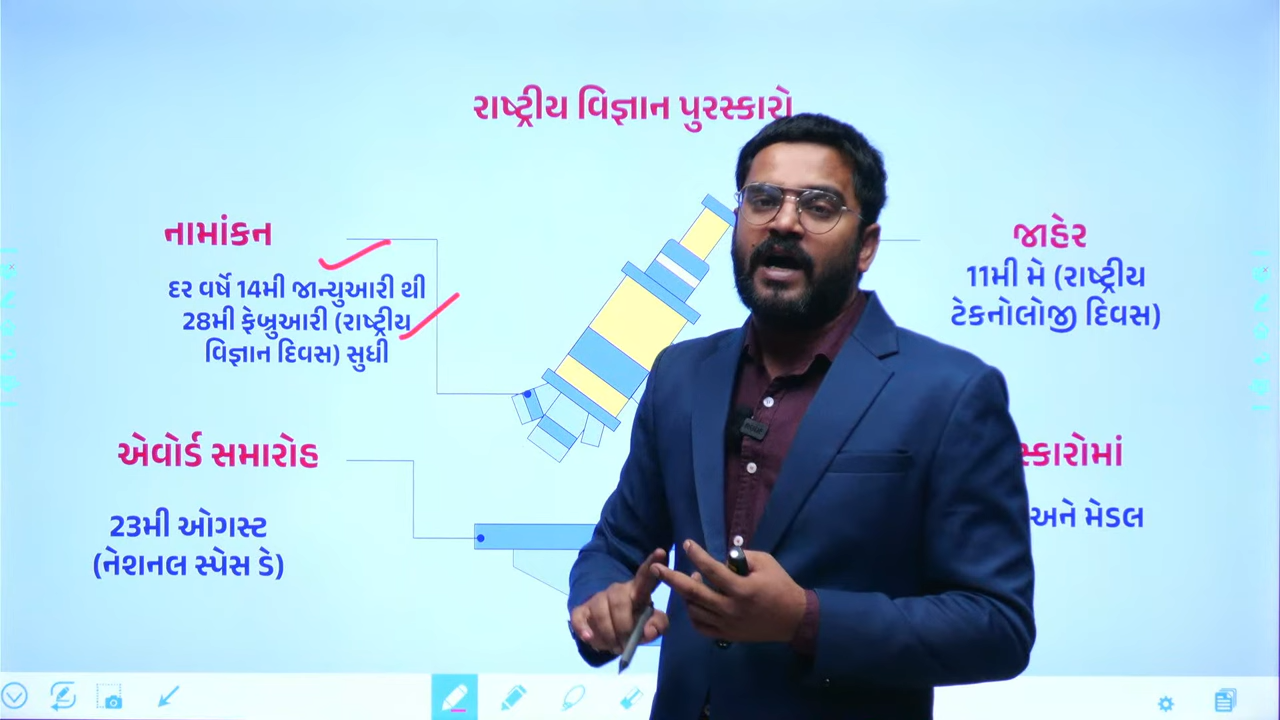 રાષ્ટ્રીય વિજ્ઞાન પુરસ્કારો
નામાંકન
દર વર્ષે 14મી જાન્યુઆરી થી
28મી ફેબ્રુઆરી (રાષ્ટ્રીય
વિજ્ઞાન દિવસ) સુધી
જાહેર
11મી મે (રાષ્ટ્રીય
ટેકનોલોજી દિવસ)
એવોર્ડ સમારોહ
23મી ઓગસ્ટ
(નેશનલ સ્પેસ ડે)
સ્કારોમાં
અને મેડલ